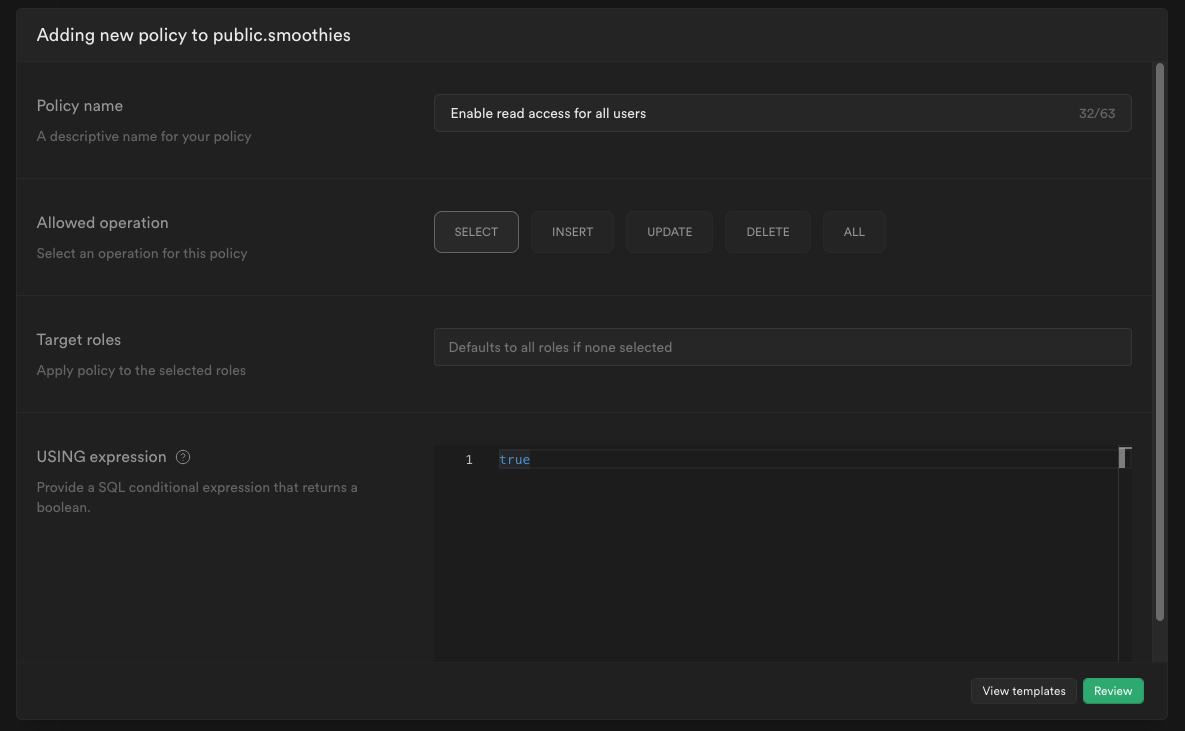 Adding new policy to public.smoothies
Policy name
A descriptive name for your policy
Enable read access for all users
32/63
Allowed operation
Select an operation for this policy
SELECT
INSERT
UPDATE
DELETE
ALL
Target roles
Apply policy to the selected roles
Defaults to all roles if none selected
USING expression ?
Provide a SQL conditional expression that returns a
boolean.
1 true
View templates
Review